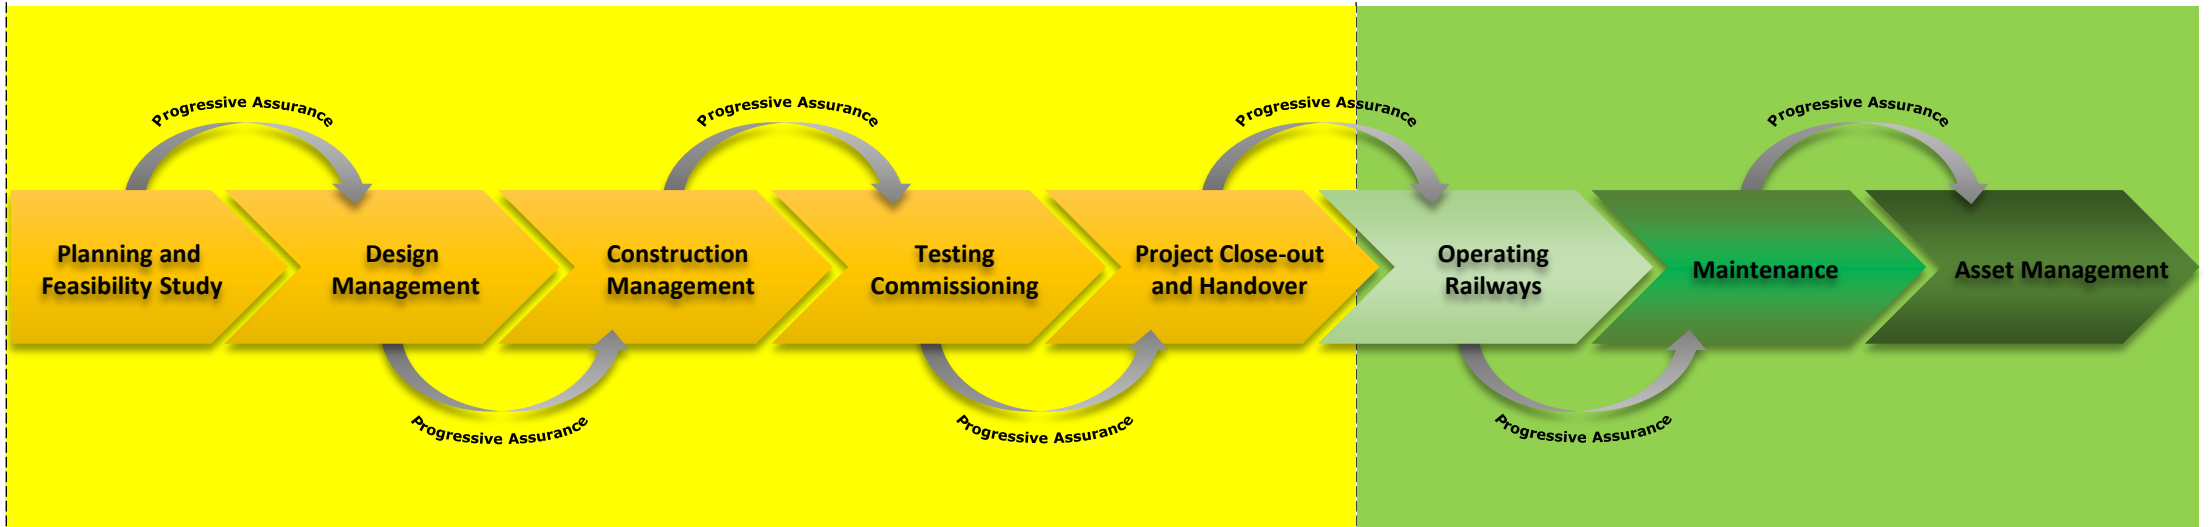 Progressive Assurance
Progressive Assurance
Progressive Assurance
Progressive Assurance
Planning and
Feasibility Study
Design
Management
Construction
Management
Testing
Commissioning
Project Close-out
and Handover
Operating
Railways
Maintenance
Asset Management
Progressive Assurance
Progressive Assurance
Progressive Assurance